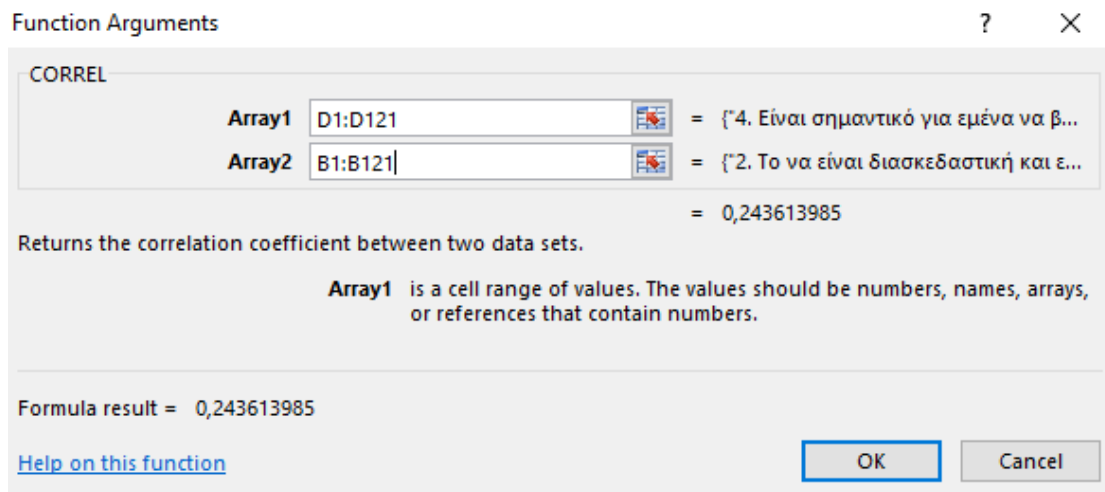 Function Arguments ? ×
CORREL
Array1 D1:D121 = {"4. Είναι σημαντικό για εμένα να β...
Array2 B1:B121 = {"2. Το να είναι διασκεδαστική και ε...
= 0,243613985
Returns the correlation coefficient between two data sets.
Array1 is a cell range of values. The values should be numbers, names, arrays,
or references that contain numbers.
Formula result = 0,243613985
Help on this function OK Cancel